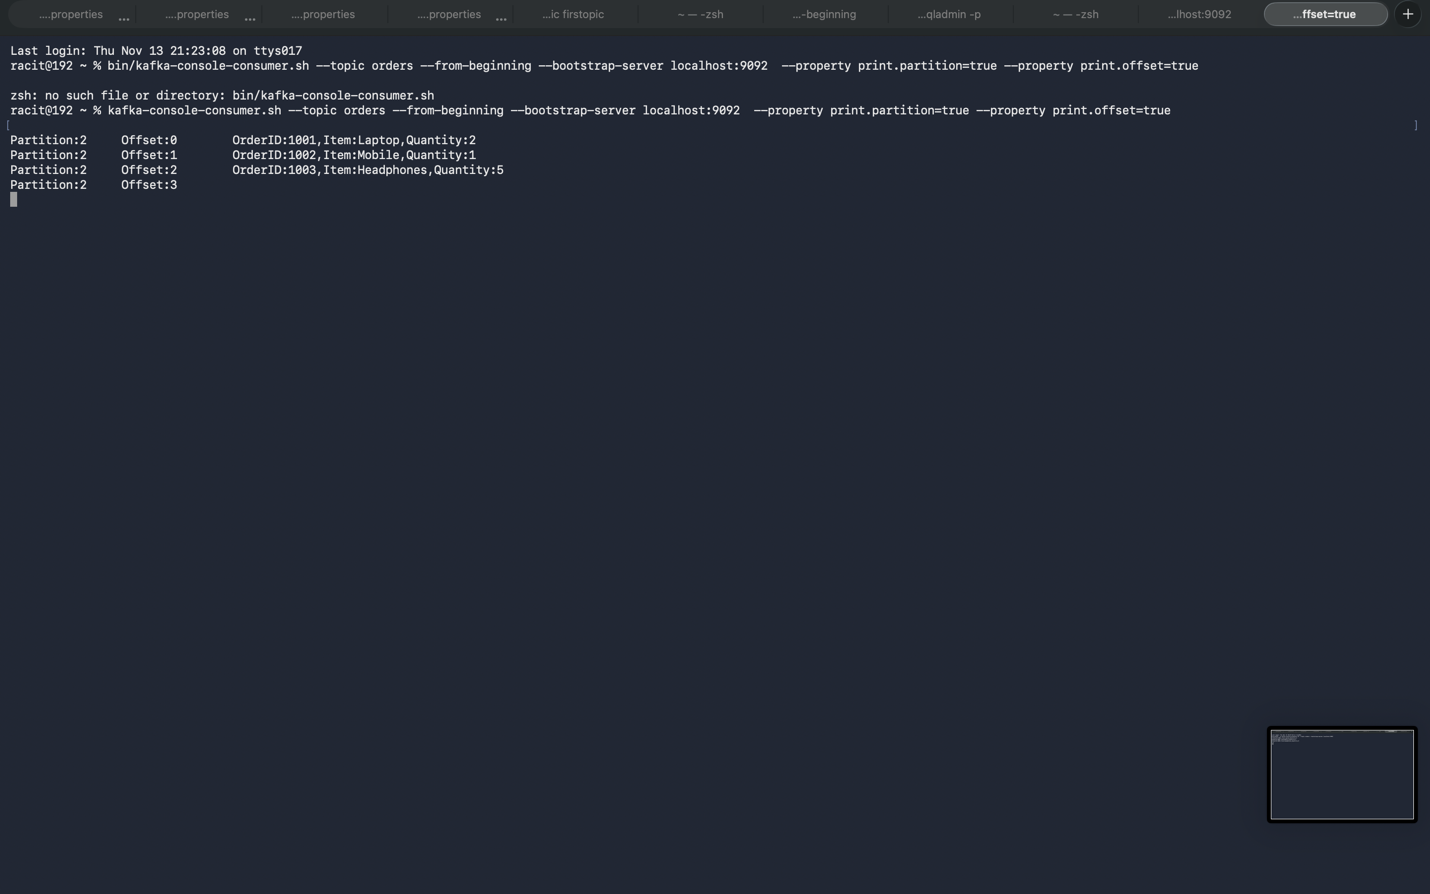 ....properties ...
....properties ...
....properties
....properties ...
...ic firstopic
~ — -zsh
...-beginning
...qladmin -p
~ — -zsh
...lhost:9092
...ffset=true
+
Last login: Thu Nov 13 21:23:08 on ttys017
racit@192 ~ % bin/kafka-console-consumer.sh --topic orders --from-beginning --bootstrap-server localhost:9092  --property print.partition=true --property print.offset=true
zsh: no such file or directory: bin/kafka-console-consumer.sh
racit@192 ~ % kafka-console-consumer.sh --topic orders --from-beginning --bootstrap-server localhost:9092  --property print.partition=true --property print.offset=true
[ ]
Partition:2 Offset:0 OrderID:1001,Item:Laptop,Quantity:2
Partition:2 Offset:1 OrderID:1002,Item:Mobile,Quantity:1
Partition:2 Offset:2 OrderID:1003,Item:Headphones,Quantity:5
Partition:2 Offset:3